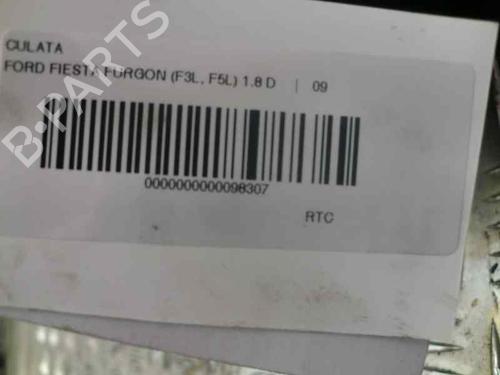 CULATA
FORD FIESTA FURGON (F3L, F5L) 1.8 D | 09
0000000000098307
RTC
B-PARTS